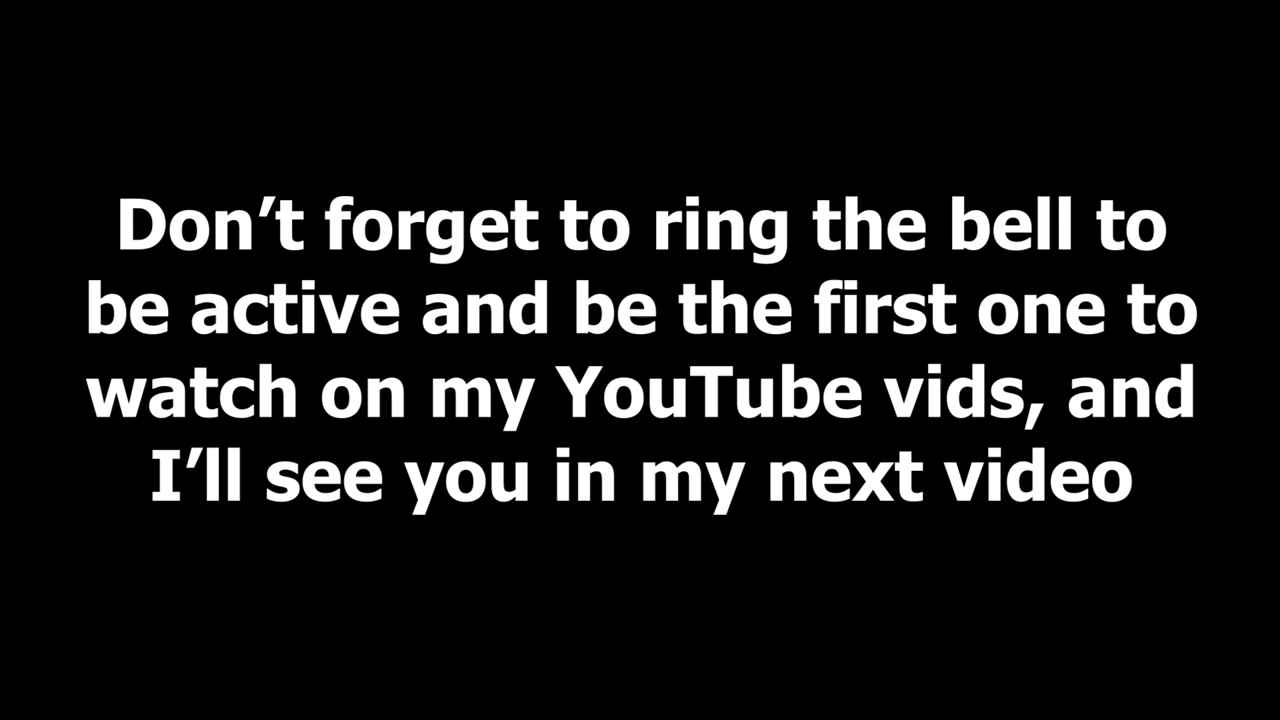 Don’t forget to ring the bell to
be active and be the first one to
watch on my YouTube vids, and
I’ll see you in my next video